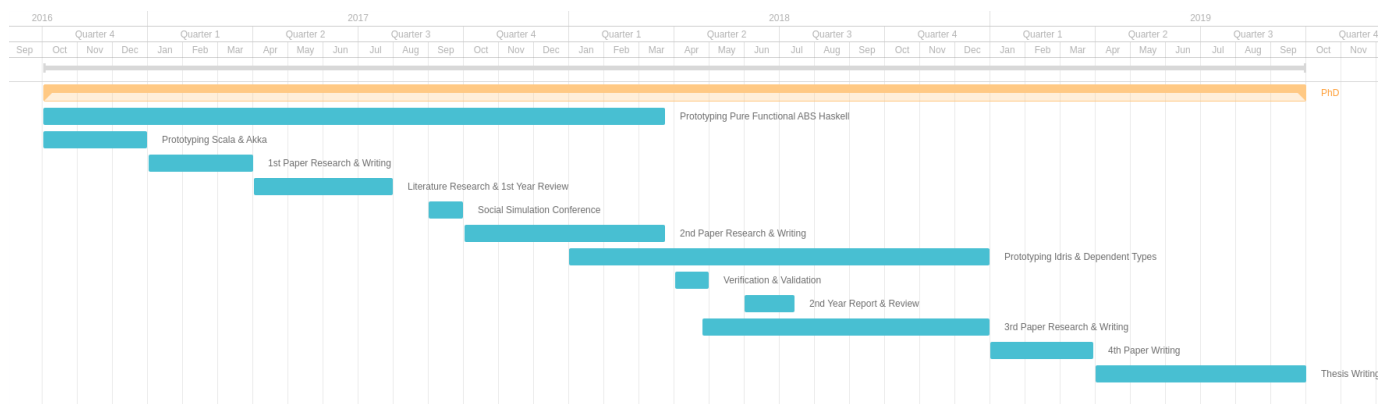 2016 2017 2018 2019
Quarter 4 Quarter 1 Quarter 2 Quarter 3 Quarter 4 Quarter 1 Quarter 2 Quarter 3 Quarter 4 Quarter 1 Quarter 2 Quarter 3 Quarter 4
Sep Oct Nov Dec Jan Feb Mar Apr May Jun Jul Aug Sep Oct Nov Dec Jan Feb Mar Apr May Jun Jul Aug Sep Oct Nov Dec Jan Feb Mar Apr May Jun Jul Aug Sep Oct Nov
PhD
Prototyping Pure Functional ABS Haskell
Prototyping Scala & Akka
1st Paper Research & Writing
Literature Research & 1st Year Review
Social Simulation Conference
2nd Paper Research & Writing
Prototyping Idris & Dependent Types
Verification & Validation
2nd Year Report & Review
3rd Paper Research & Writing
4th Paper Writing
Thesis Writing